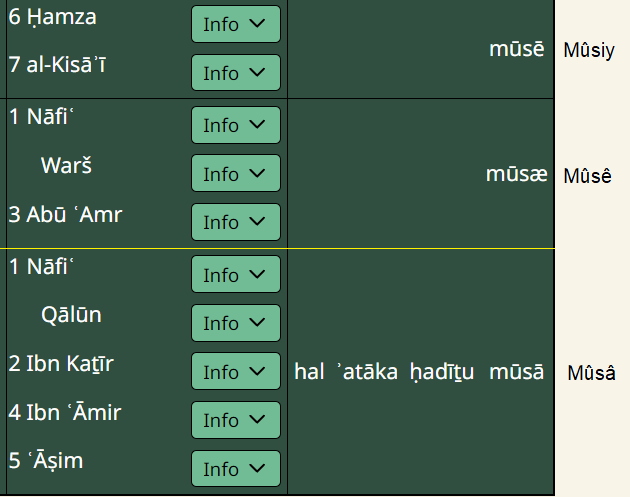 6 Ḥamza Info
mūsē Mûsiy
7 al-Kisāʾī Info
1 Nāfiʿ Info
Warš Info
mūsæ Mûsê
3 Abū ʿAmr Info
1 Nāfiʿ Info
Qālūn Info
2 Ibn Kaṯīr Info
hal ʾatāka ḥadīṯu mūsā Mûsâ
4 Ibn ʿĀmir Info
5 ʿĀṣim Info